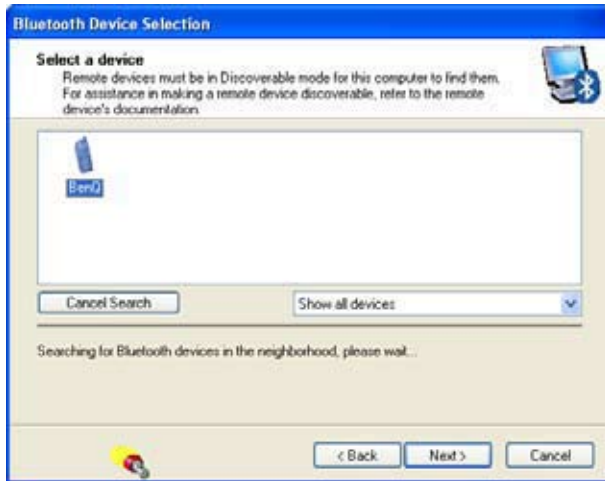 Bluetooth Device Selection
Select a device
Remote devices must be in Discoverable mode for this computer to find them.
For assistance in making a remote device discoverable, refer to the remote
device's documentation.
BenQ
Cancel Search
Show all devices
Searching for Bluetooth devices in the neighborhood, please wait...
< Back
Next >
Cancel